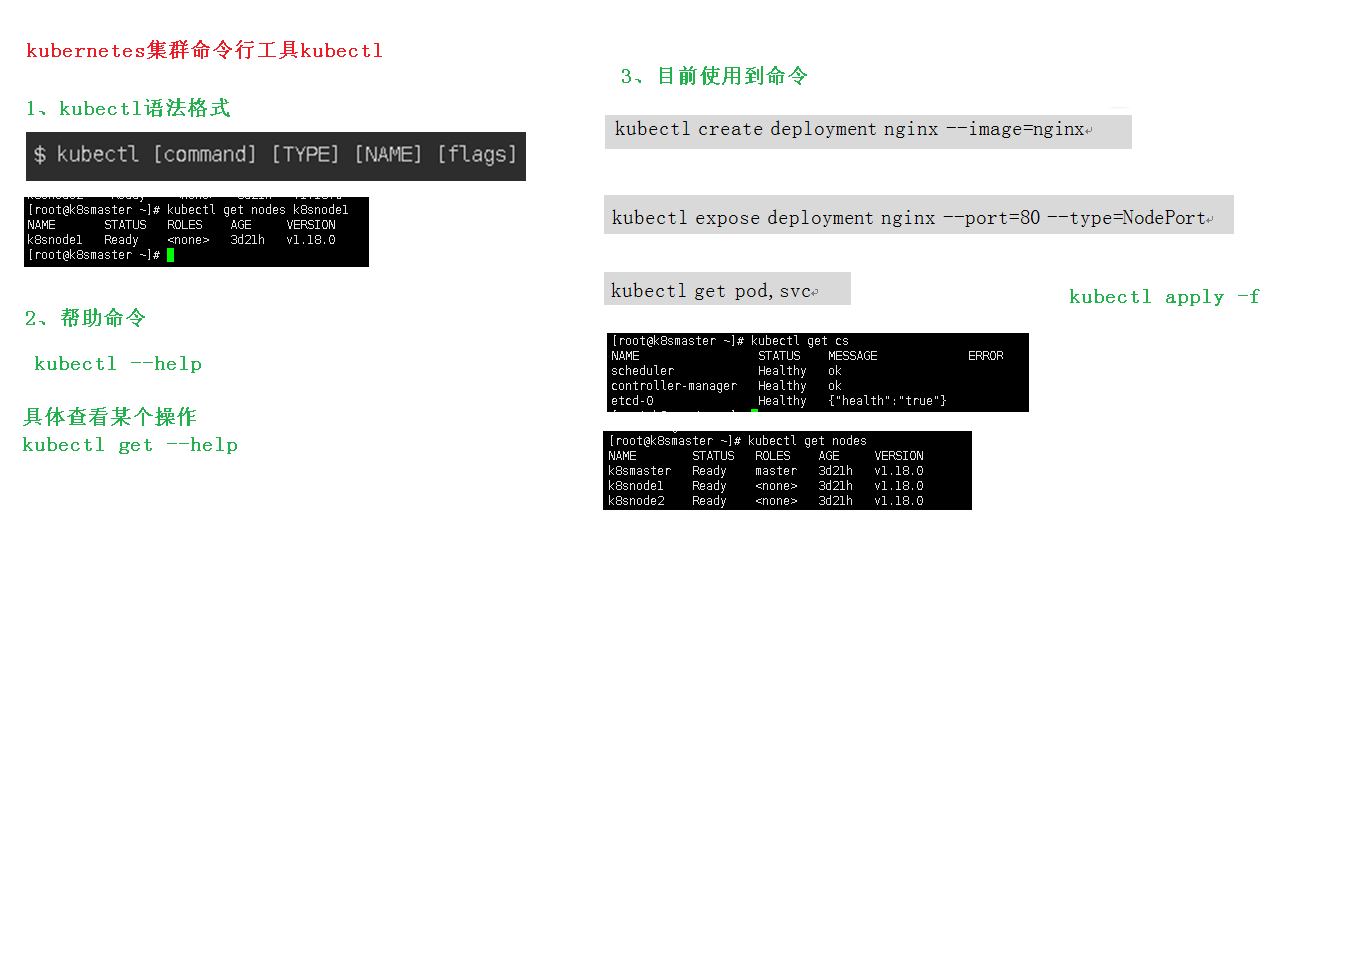 kubernetes集群命令行工具kubectl
1、kubectl语法格式
$ kubectl [command] [TYPE] [NAME] [flags]
[root@k8smaster ~]# kubectl get nodes k8snode1
NAME STATUS ROLES AGE VERSION
k8snode1 Ready <none> 3d21h v1.18.0
[root@k8smaster ~]#
2、帮助命令
kubectl --help
具体查看某个操作
kubectl get --help
3、目前使用到命令
kubectl create deployment nginx --image=nginx
kubectl expose deployment nginx --port=80 --type=NodePort
kubectl get pod,svc
kubectl apply -f
[root@k8smaster ~]# kubectl get cs
NAME STATUS MESSAGE ERROR
scheduler Healthy ok
controller-manager Healthy ok
etcd-0 Healthy {"health":"true"}
[root@k8smaster ~]# kubectl get nodes
NAME STATUS ROLES AGE VERSION
k8smaster Ready master 3d21h v1.18.0
k8snode1 Ready <none> 3d21h v1.18.0
k8snode2 Ready <none> 3d21h v1.18.0